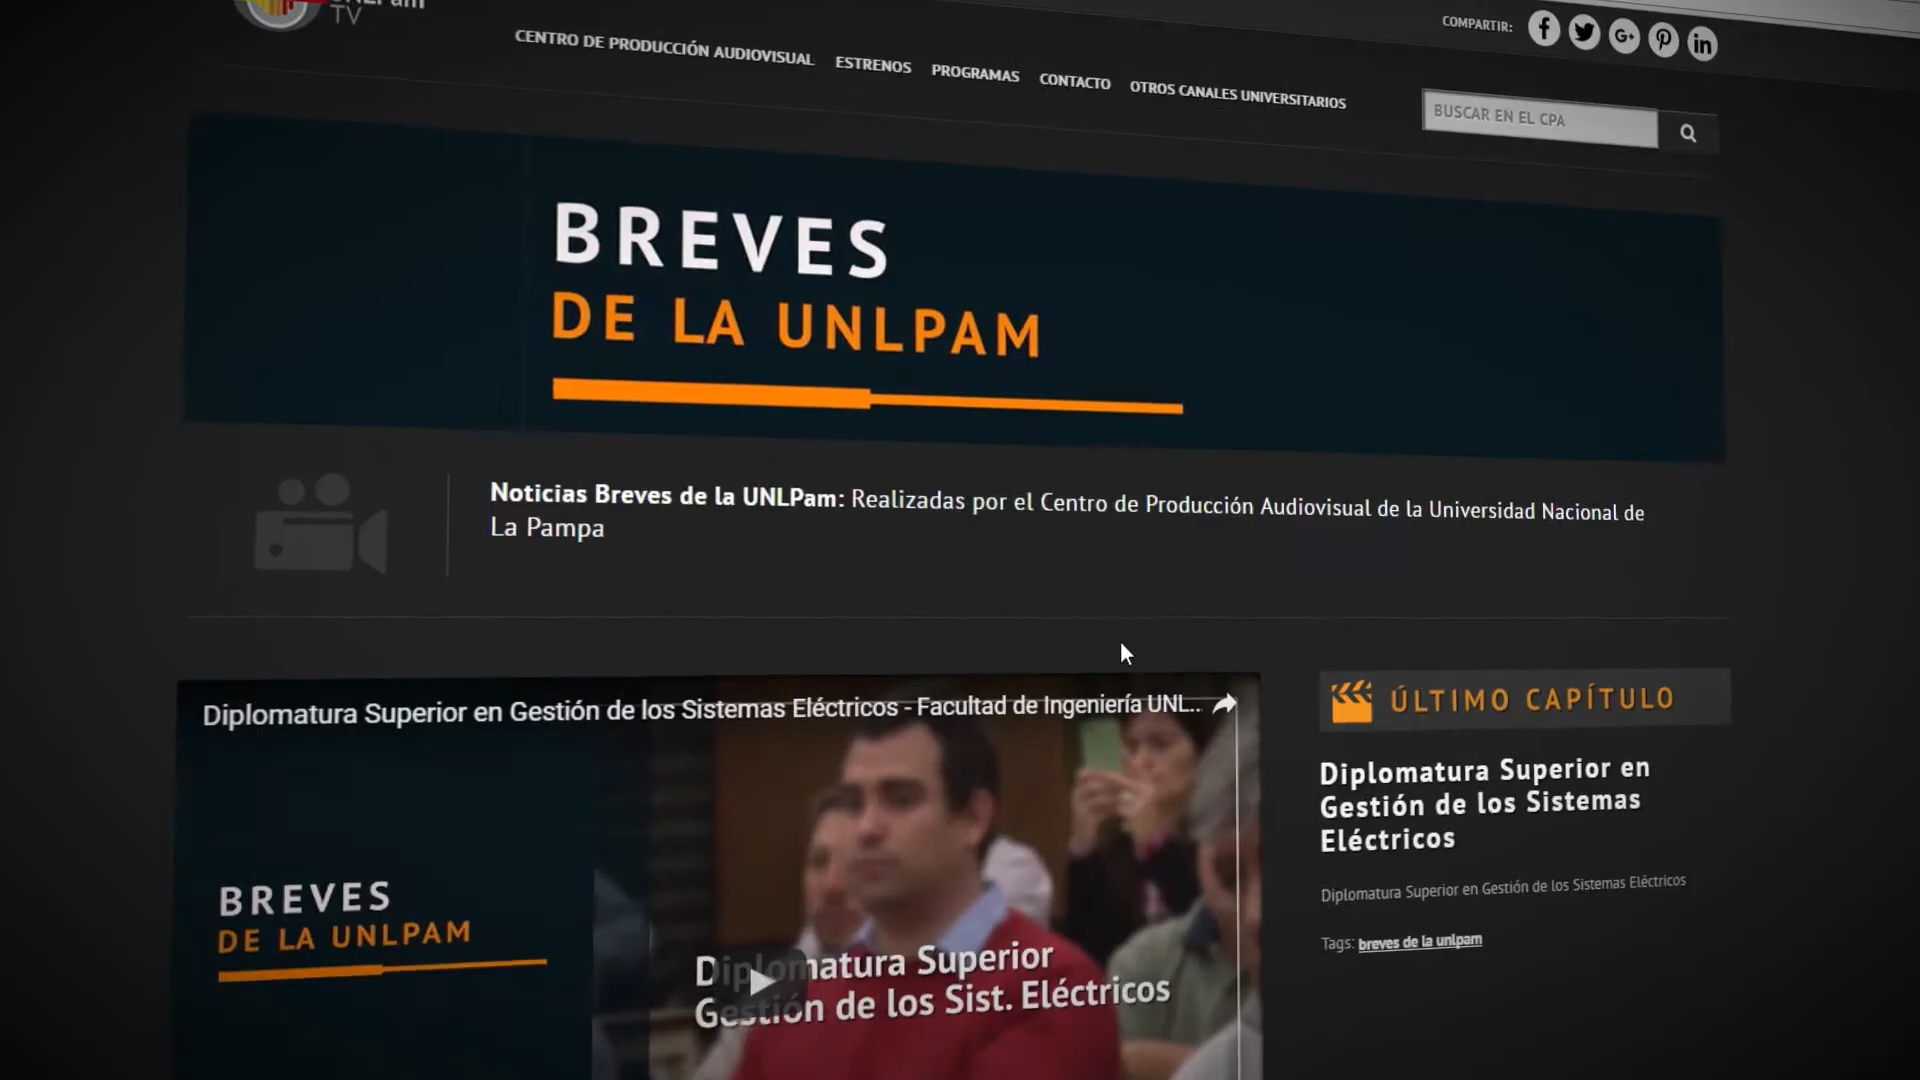 TV
COMPARTIR:
CENTRO DE PRODUCCIÓN AUDIOVISUAL ESTRENOS PROGRAMAS CONTACTO OTROS CANALES UNIVERSITARIOS
BUSCAR EN EL CPA
BREVES
DE LA UNLPAM
Noticias Breves de la UNLPam: Realizadas por el Centro de Producción Audiovisual de la Universidad Nacional de
La Pampa
Diplomatura Superior en Gestión de los Sistemas Eléctricos - Facultad de Ingeniería UNL...
BREVES
DE LA UNLPAM
Diplomatura Superior
Gestión de los Sist. Eléctricos
ÚLTIMO CAPÍTULO
Diplomatura Superior en
Gestión de los Sistemas
Eléctricos
Diplomatura Superior en Gestión de los Sistemas Eléctricos
Tags: breves de la unlpam